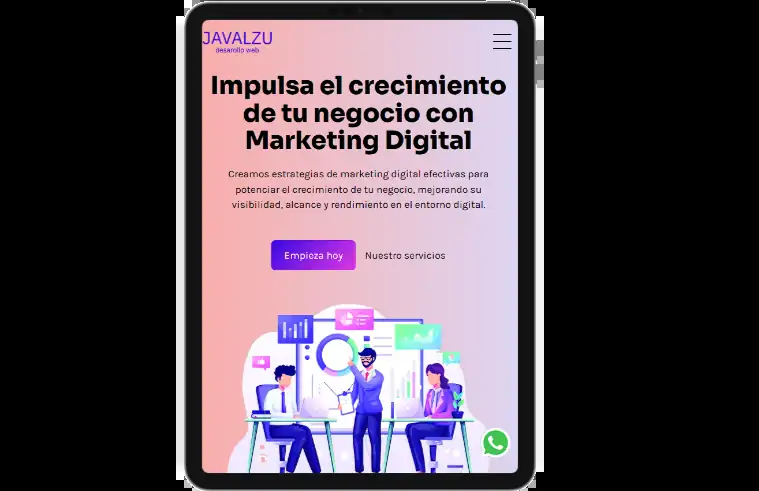 JAVALZU
desarollo web
Impulsa el crecimiento
de tu negocio con
Marketing Digital
Creamos estrategias de marketing digital efectivas para
potenciar el crecimiento de tu negocio, mejorando su
visibilidad, alcance y rendimiento en el entorno digital.
Empieza hoy
Nuestro servicios